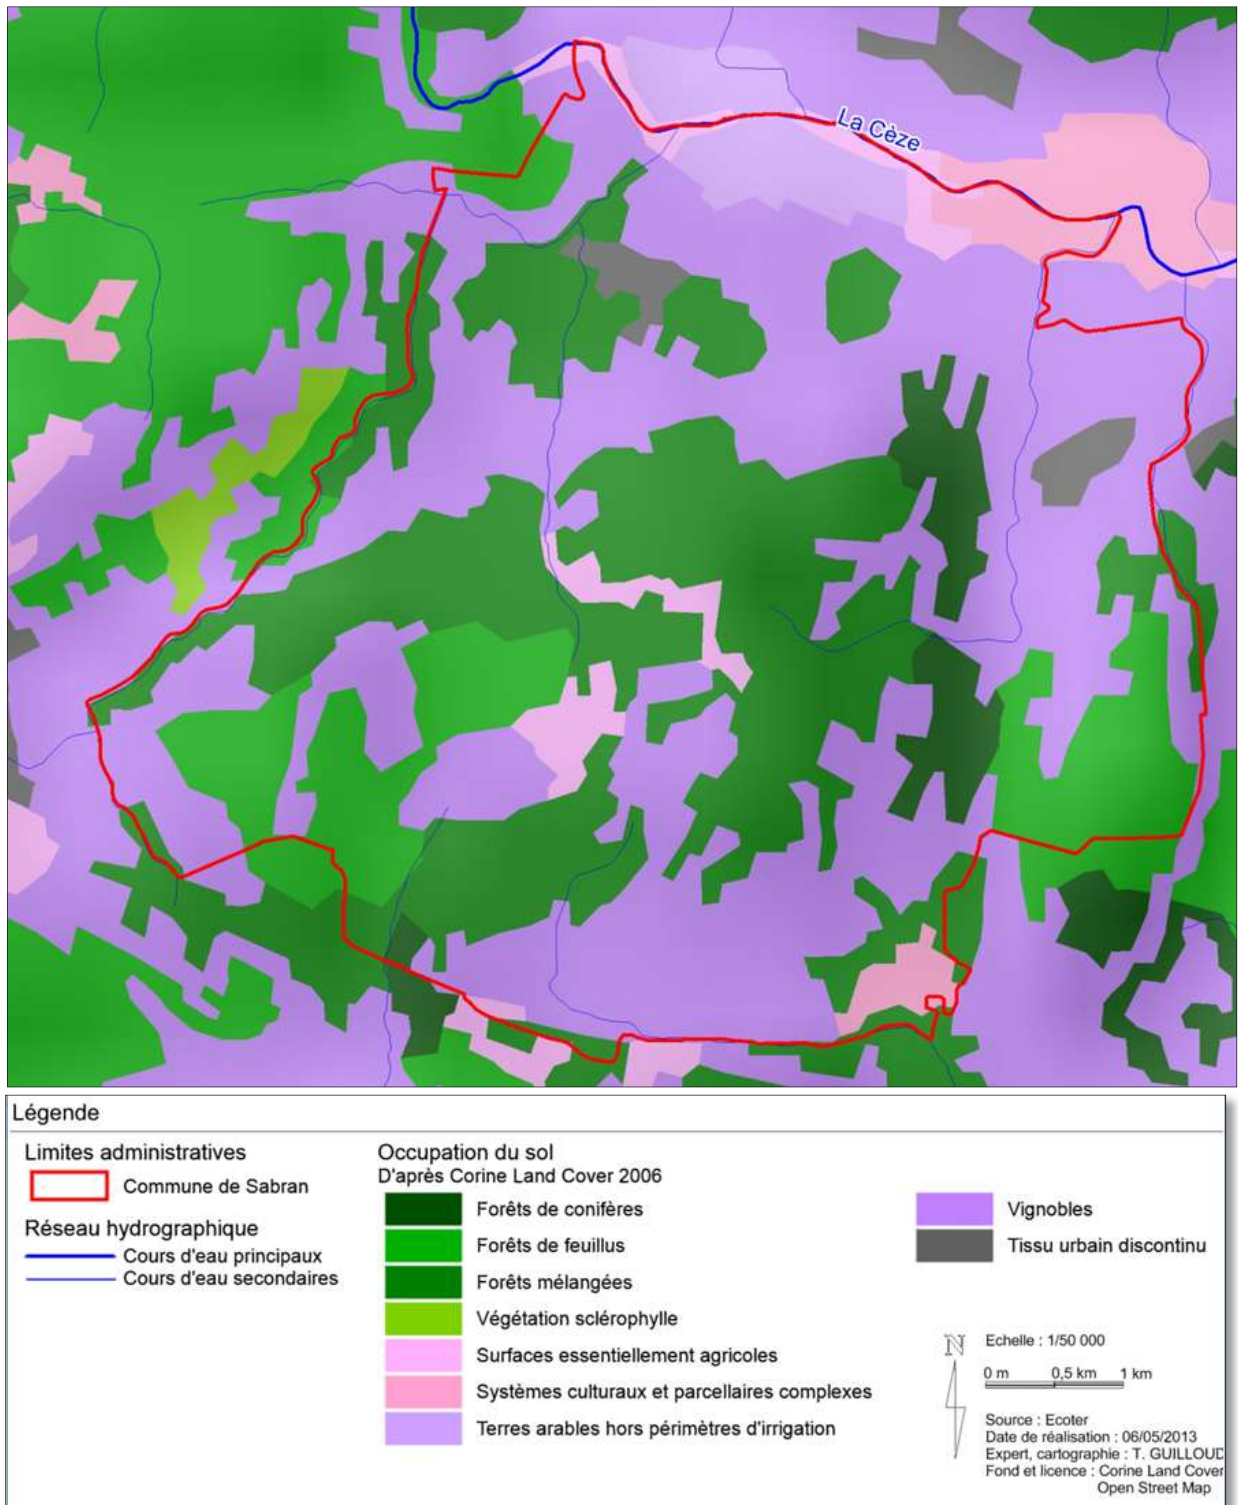 La Cèze
Légende
Limites administratives
Commune de Sabran
Réseau hydrographique
Cours d'eau principaux
Cours d'eau secondaires
Occupation du sol
D'après Corine Land Cover 2006
Forêts de conifères
Forêts de feuillus
Forêts mélangées
Végétation sclérophylle
Surfaces essentiellement agricoles
Systèmes culturaux et parcellaires complexes
Terres arables hors périmètres d'irrigation
Vignobles
Tissu urbain discontinu
N
Echelle : 1/50 000
0 m 0,5 km 1 km
Source : Ecoter
Date de réalisation : 06/05/2013
Expert, cartographie : T. GUILLOUD
Fond et licence : Corine Land Cover
Open Street Map